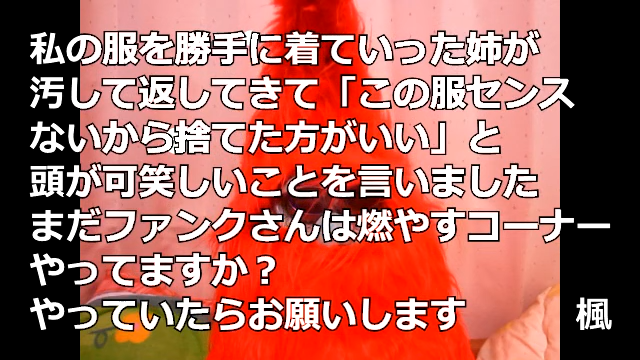 私の服を勝手に着ていった姉が
汚して返してきて「この服センス
ないから捨てた方がいい」と
頭が可笑しいことを言いました
まだファンクさんは燃やすコーナー
やってますか？
やっていたらお願いします 楓